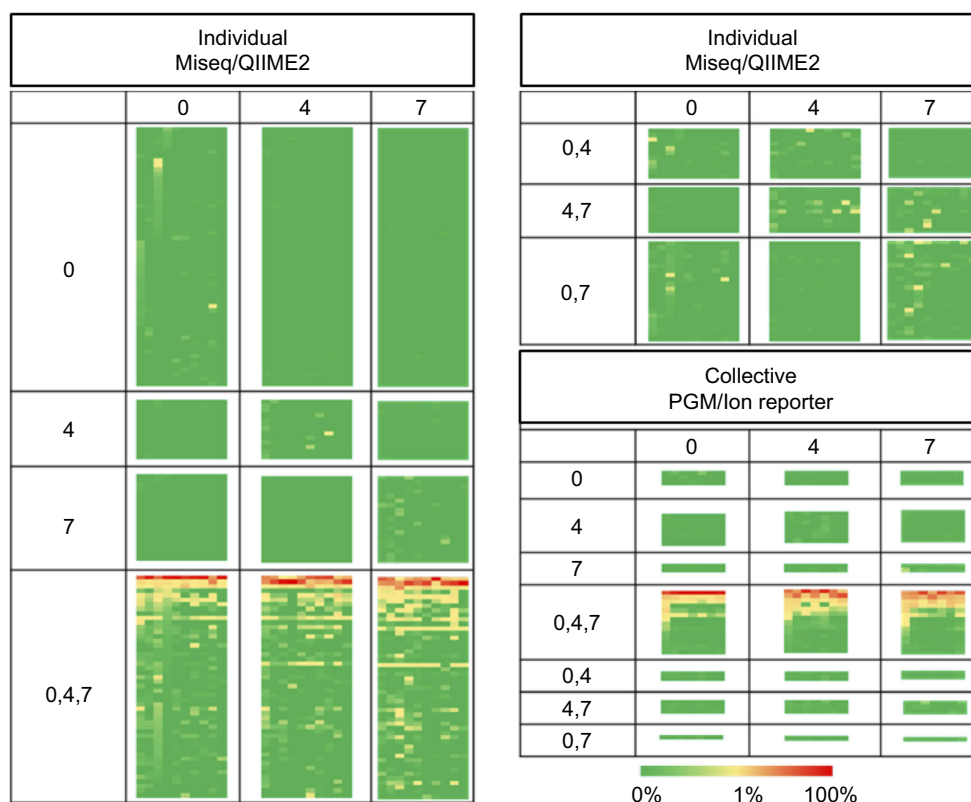 Individual
Miseq/QIIME2
0 4 7
0
4
7
0,4,7
Individual
Miseq/QIIME2
0 4 7
0,4
4,7
0,7
Collective
PGM/Ion reporter
0 4 7
0
4
7
0,4,7
0,4
4,7
0,7
0% 1% 100%